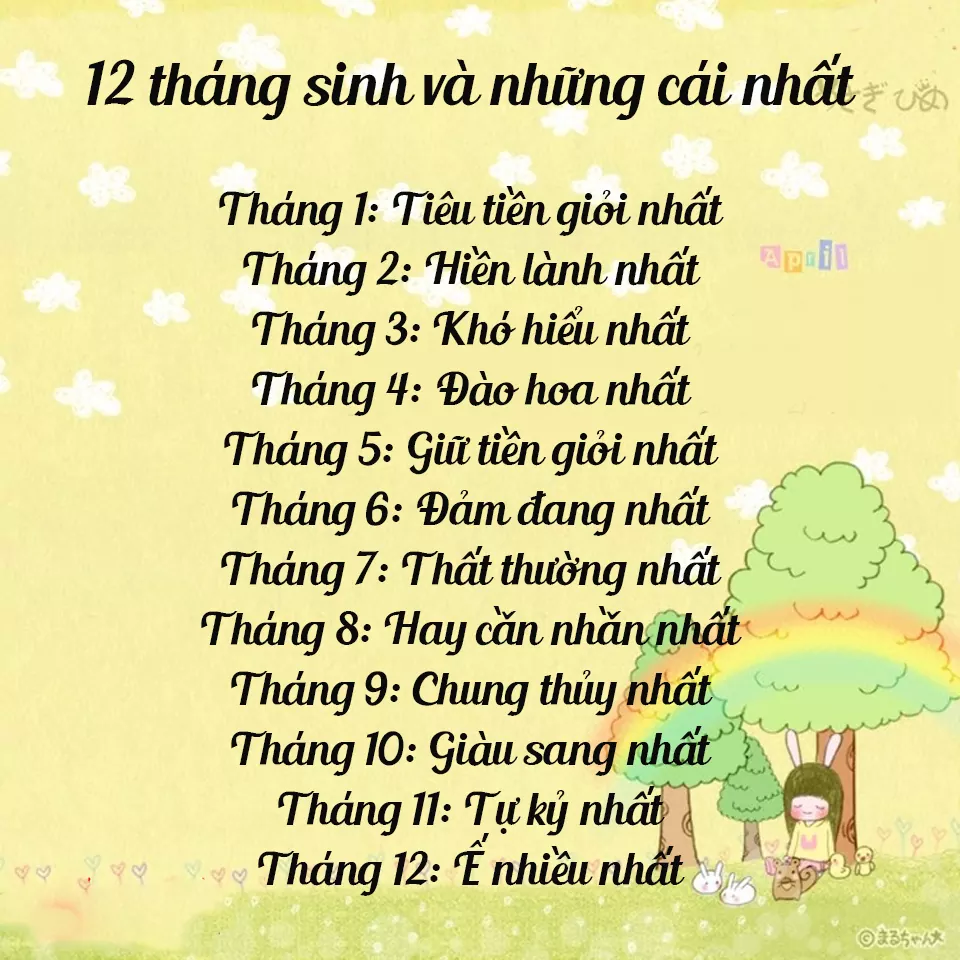 12 tháng sinh và những cái nhất
ぎひめ
Tháng 1: Tiêu tiền giỏi nhất
Tháng 2: Hiền lành nhất
April
Tháng 3: Khó hiểu nhất
Tháng 4: Đào hoa nhất
Tháng 5: Giữ tiền giỏi nhất
Tháng 6: Đảm đang nhất
Tháng 7: Thất thường nhất
Tháng 8: Hay cằn nhằn nhất
Tháng 9: Chung thủy nhất
Tháng 10: Giàu sang nhất
Tháng 11: Tự kỷ nhất
Tháng 12: Ế nhiều nhất
©まるちゃん★